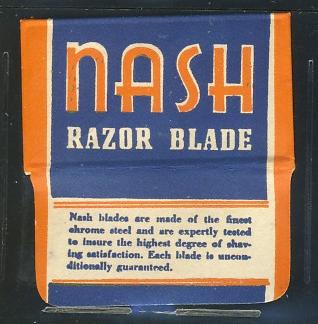 NASH
RAZOR BLADE
Nash blades are made of the finest
chrome steel and are expertly tested
to insure the highest degree of shav-
ing satisfaction. Each blade is uncon-
ditionally guaranteed.